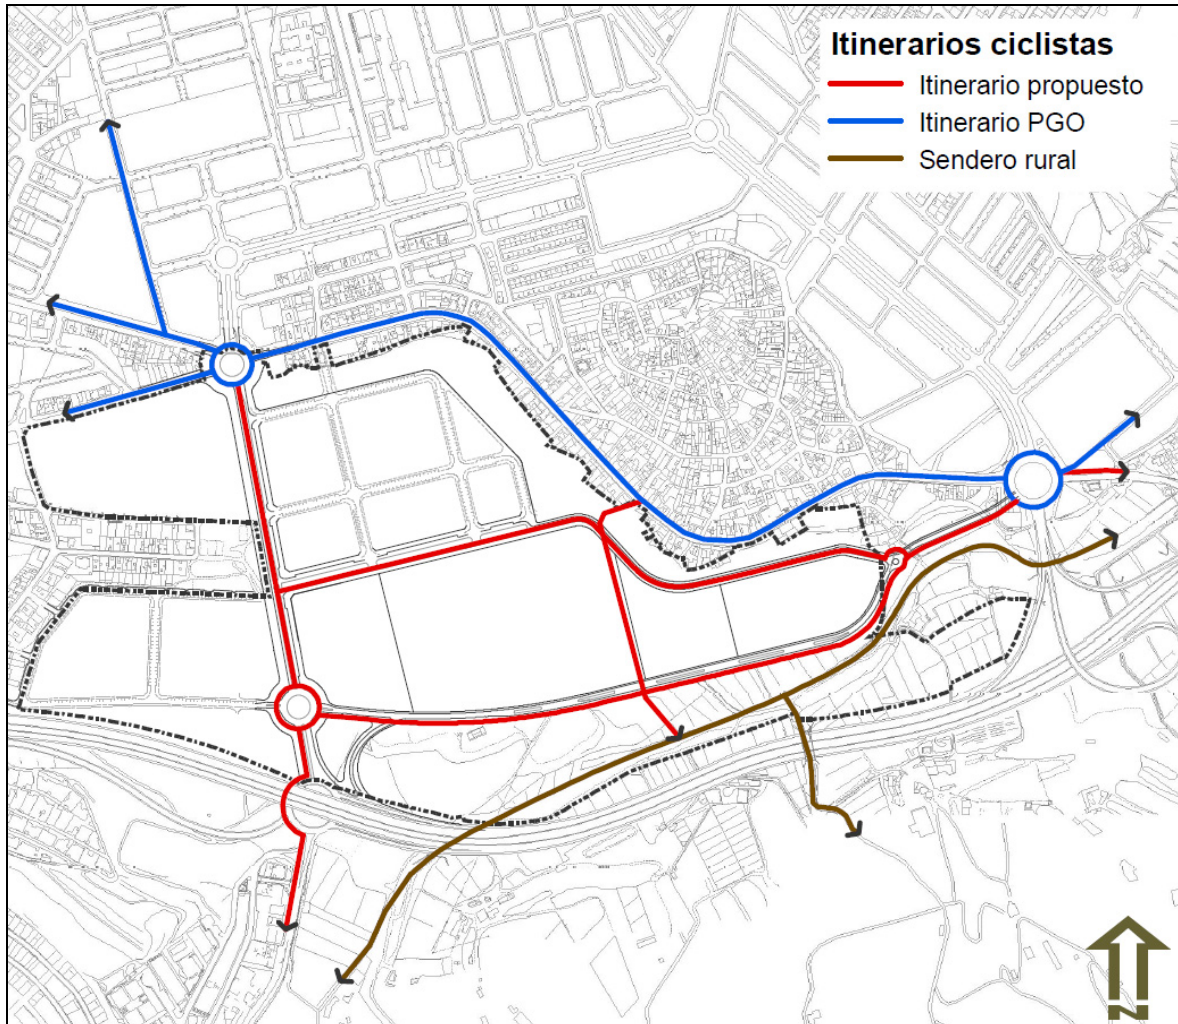 Itinerarios ciclistas
Itinerario propuesto
Itinerario PGO
Sendero rural
N